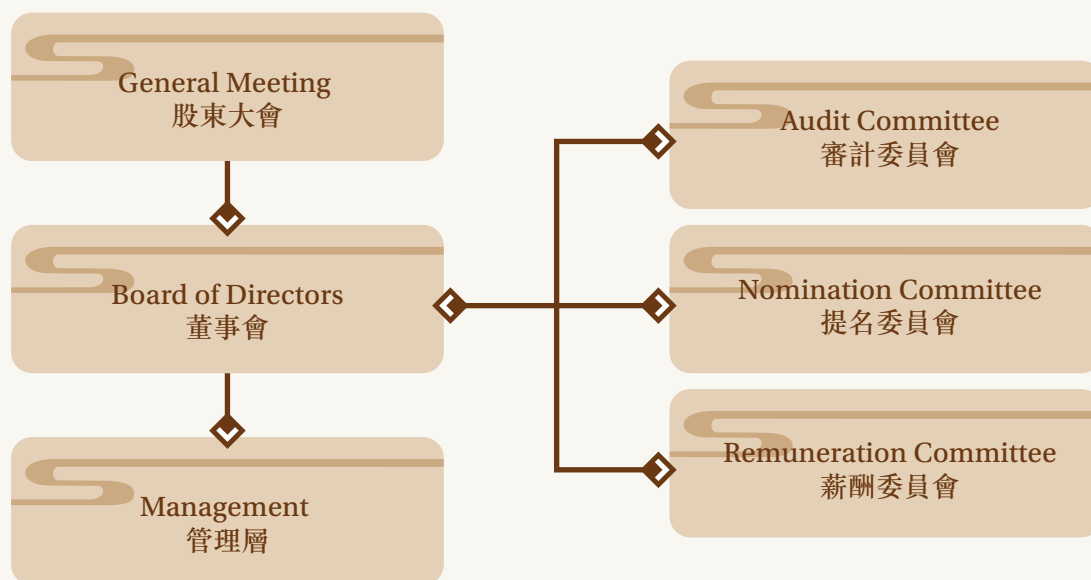 General Meeting
股東大會
Board of Directors
董事會
Management
管理層
Audit Committee
審計委員會
Nomination Committee
提名委員會
Remuneration Committee
薪酬委員會